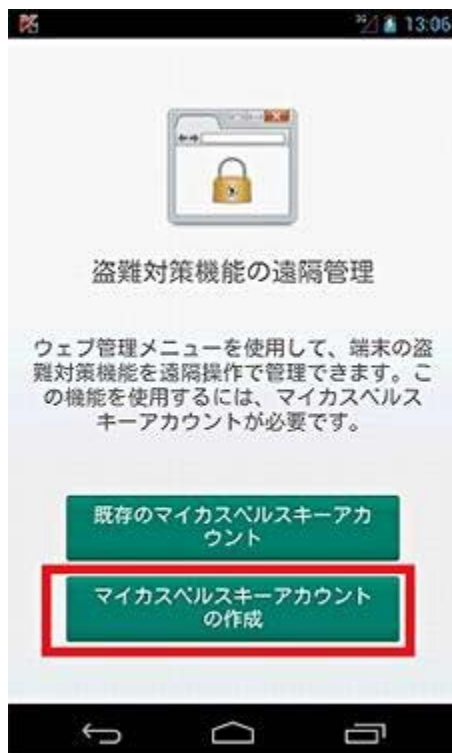 3G 13:06
盗難対策機能の遠隔管理
ウェブ管理メニューを使用して、端末の盗
難対策機能を遠隔操作で管理できます。こ
の機能を使用するには、マイカスペルス
キーアカウントが必要です。
既存のマイカスペルスキーアカ
ウント
マイカスペルスキーアカウント
の作成